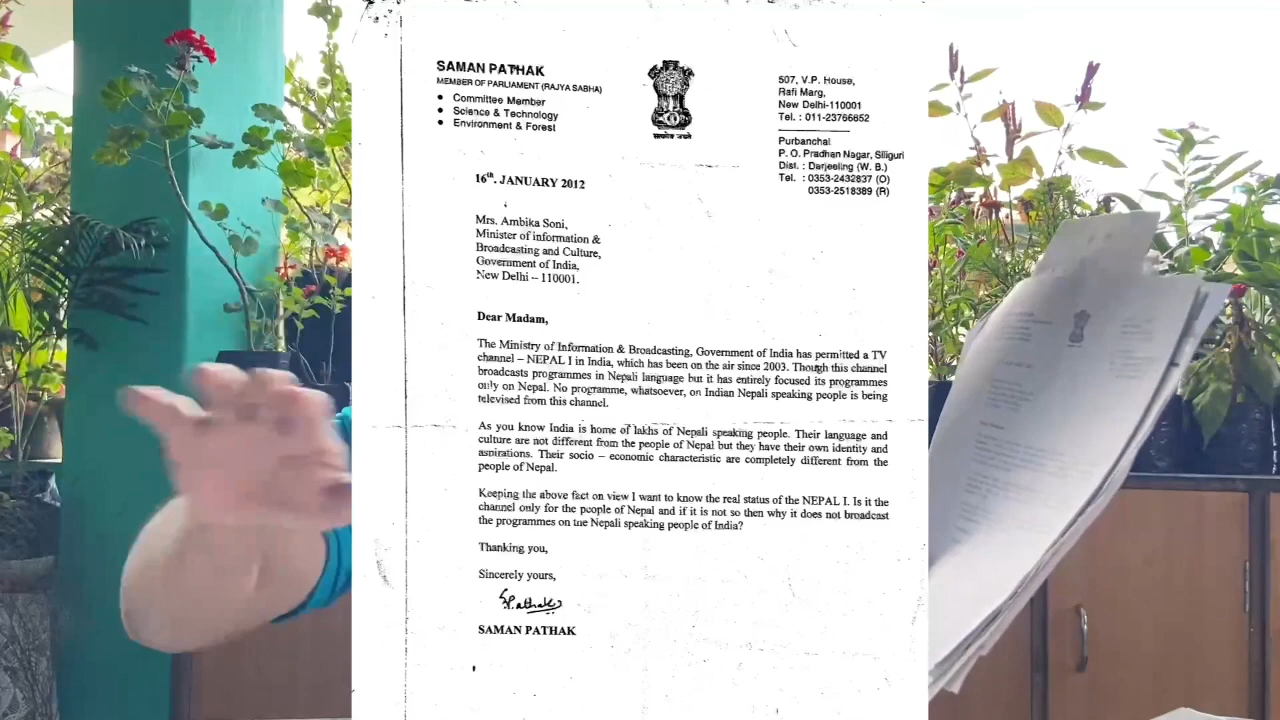 SAMAN PATHAK
MEMBER OF PARLIAMENT (RAJYA SABHA)
• Committee Member
• Science & Technology
• Environment & Forest
सत्यमेव जयते
507, V.P. House,
Rafi Marg,
New Delhi-110001
Tel. : 011-23766652
Purbanchal
P. O. Pradhan Nagar, Siliguri
Dist. : Darjeeling (W. B.)
Tel. : 0353-2432837 (O)
0353-2518389 (R)
16th. JANUARY 2012
Mrs. Ambika Soni,
Minister of information &
Broadcasting and Culture,
Government of India,
New Delhi – 110001.
Dear Madam,
The Ministry of Information & Broadcasting, Government of India has permitted a TV
channel – NEPAL I in India, which has been on the air since 2003. Though this channel
broadcasts programmes in Nepali language but it has entirely focused its programmes
only on Nepal. No programme, whatsoever, on Indian Nepali speaking people is being
televised from this channel.
As you know India is home of lakhs of Nepali speaking people. Their language and
culture are not different from the people of Nepal but they have their own identity and
aspirations. Their socio – economic characteristic are completely different from the
people of Nepal.
Keeping the above fact on view I want to know the real status of the NEPAL I. Is it the
channel only for the people of Nepal and if it is not so then why it does not broadcast
the programmes on the Nepali speaking people of India?
Thanking you,
Sincerely yours,
S.Pathak
SAMAN PATHAK